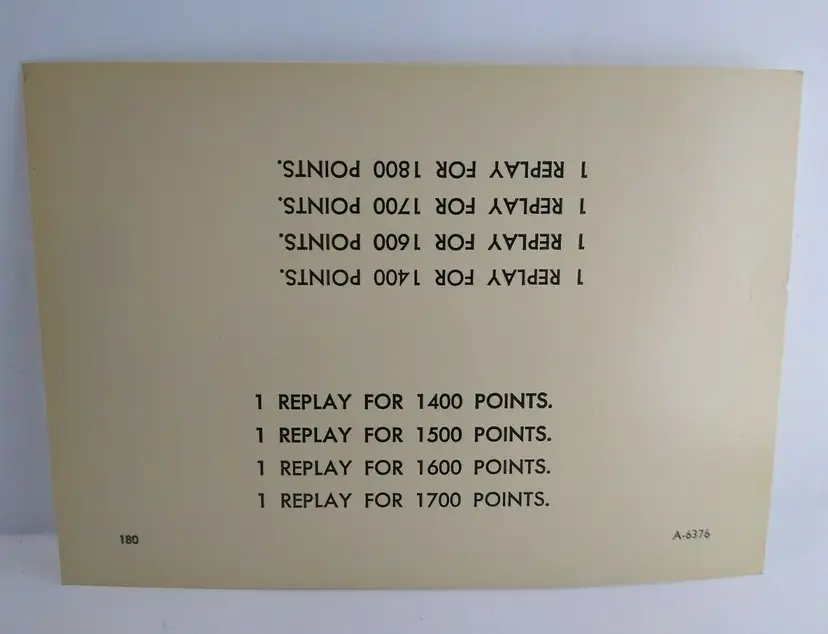 1 REPLAY FOR 1400 POINTS.
1 REPLAY FOR 1600 POINTS.
1 REPLAY FOR 1700 POINTS.
1 REPLAY FOR 1800 POINTS.
1 REPLAY FOR 1400 POINTS.
1 REPLAY FOR 1500 POINTS.
1 REPLAY FOR 1600 POINTS.
1 REPLAY FOR 1700 POINTS.
180
A-6376